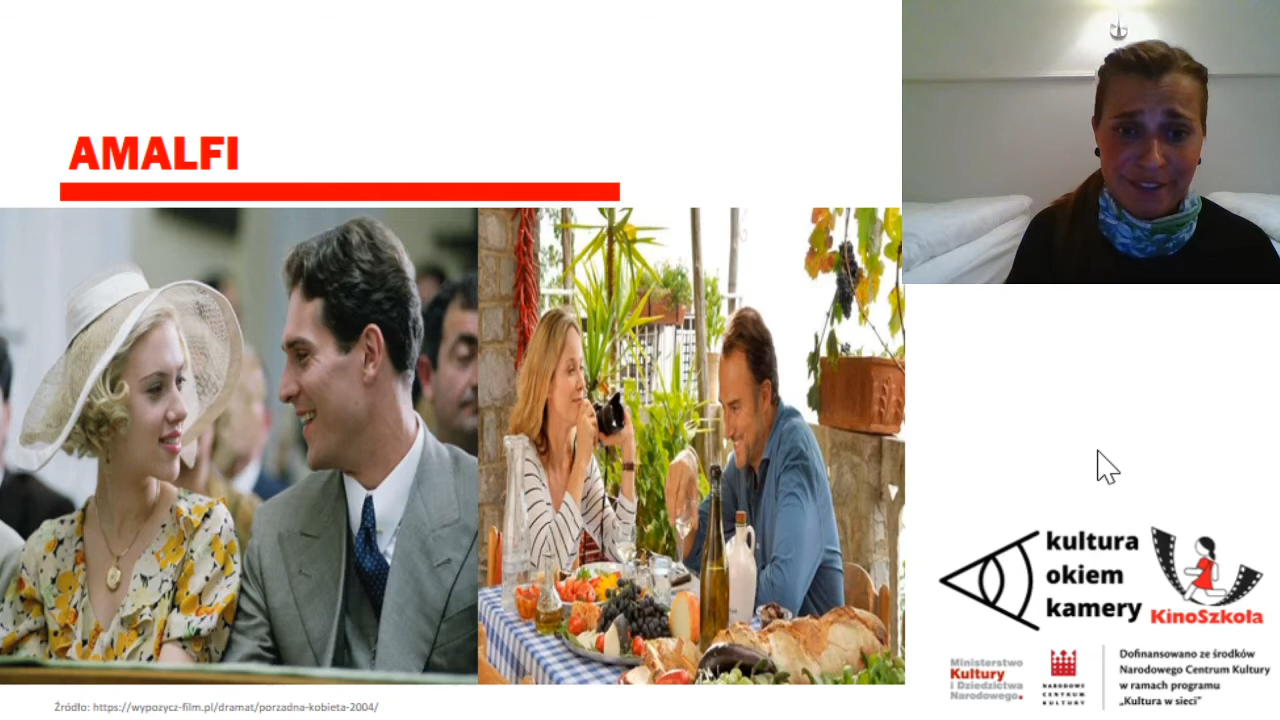 AMALFI
Źródło: https://wypozycz-film.pl/dramat/porzadna-kobieta-2004/
kultura
okiem
kamery
KinoSzkoła
Ministerstwo
Kultury
i Dziedzictwa
Narodowego.
NARODOWE
CENTRUM
KULTURY
Dofinansowano ze środków
Narodowego Centrum Kultury
w ramach programu
„Kultura w sieci”